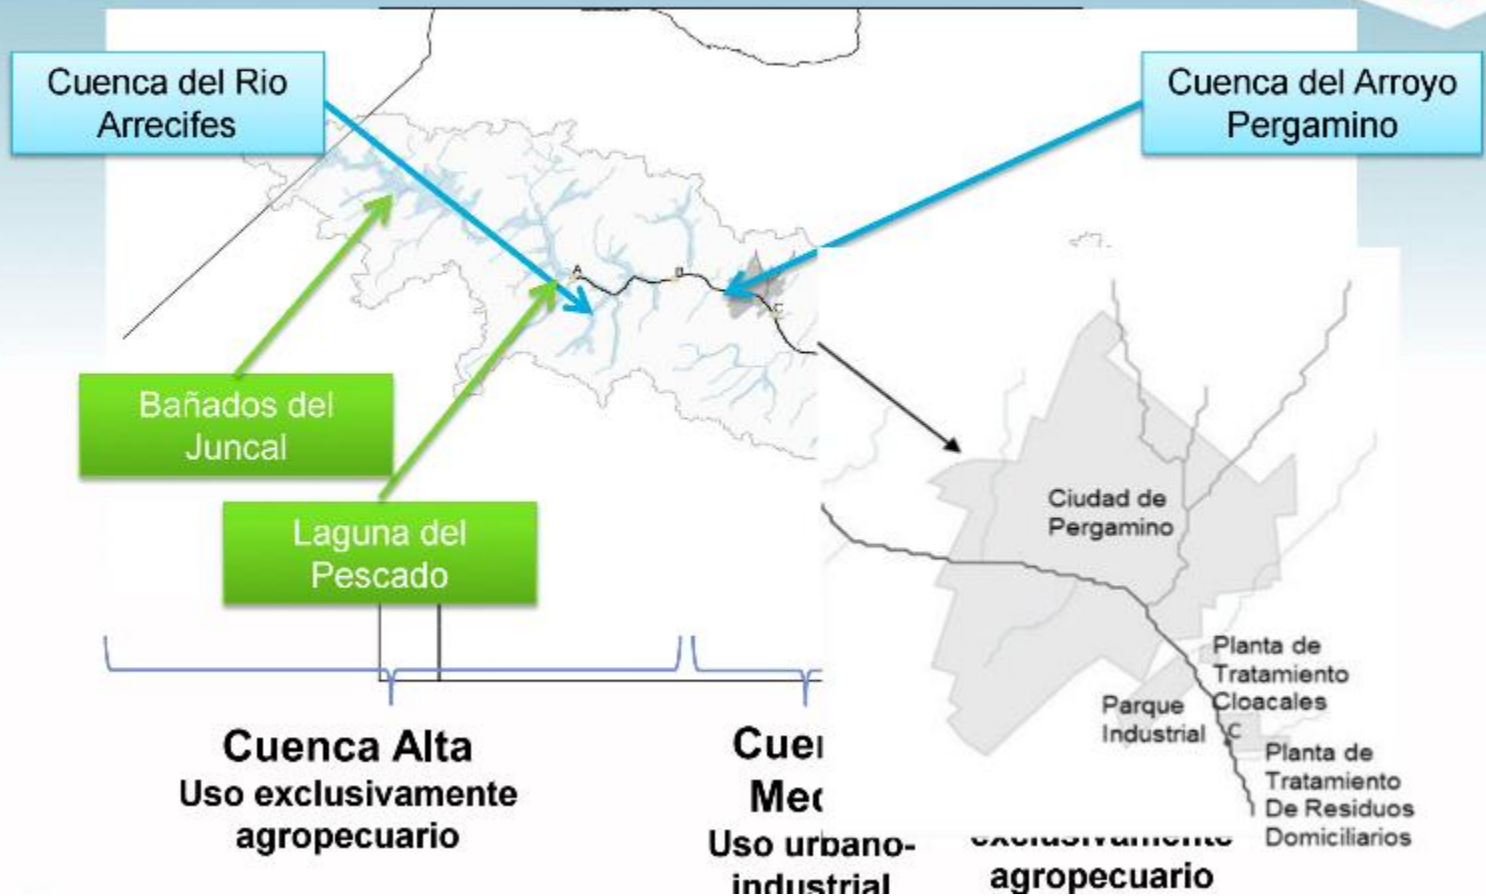 Cuenca del Rio
Arrecifes
Cuenca del Arroyo
Pergamino
A
B
C
Bañados del
Juncal
Laguna del
Pescado
Ciudad de
Pergamino
Planta de
Tratamiento
Cloacales
Parque
Industrial
C
Planta de
Tratamiento
De Residuos
Domiciliarios
Cuenca Alta
Uso exclusivamente
agropecuario
Uso urbano-
industrial
exclusivamente
agropecuario